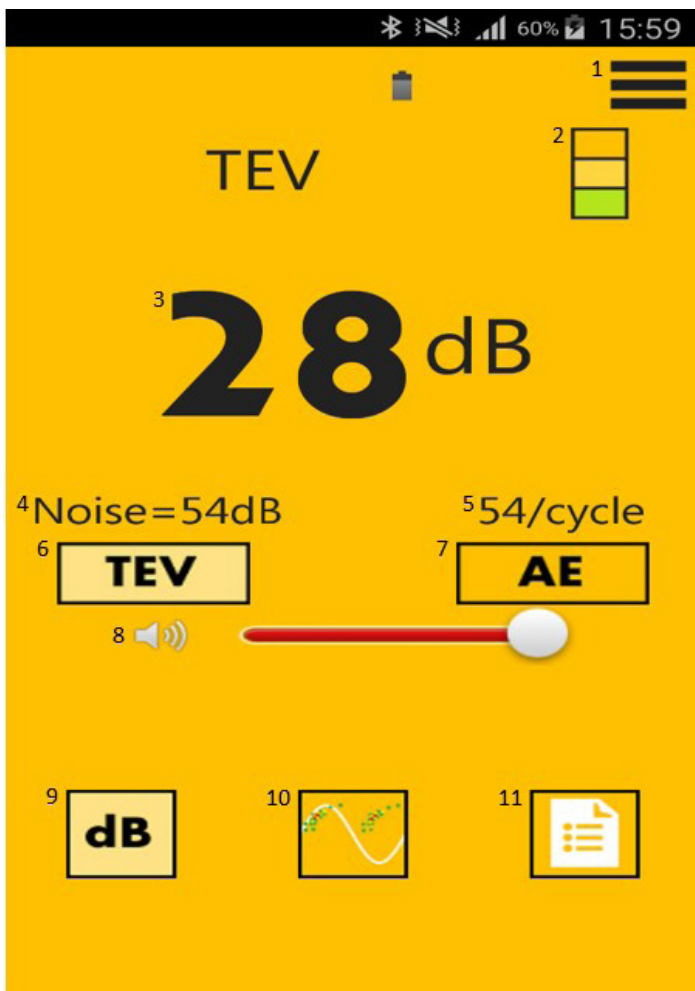 60% 15:59
1
2
TEV
3 28 dB
4 Noise=54dB
5 54/cycle
6 TEV
7 AE
8
9 dB
10
11